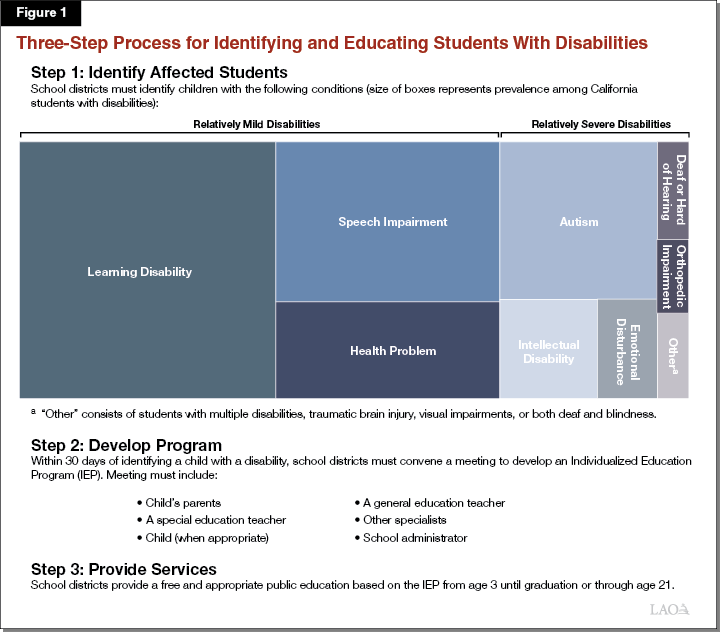 Figure 1
Three-Step Process for Identifying and Educating Students With Disabilities
Step 1: Identify Affected Students
School districts must identify children with the following conditions (size of boxes represents prevalence among California
students with disabilities):
Relatively Mild Disabilities
Relatively Severe Disabilities
Learning Disability
Speech Impairment
Health Problem
Autism
Intellectual
Disability
Emotional
Disturbance
Deaf or Hard
of Hearing
Orthopedic
Impairment
Otherᵃ
ᵃ "Other" consists of students with multiple disabilities, traumatic brain injury, visual impairments, or both deaf and blindness.
Step 2: Develop Program
Within 30 days of identifying a child with a disability, school districts must convene a meeting to develop an Individualized Education
Program (IEP). Meeting must include:
• Child's parents
• A special education teacher
• Child (when appropriate)
• A general education teacher
• Other specialists
• School administrator
Step 3: Provide Services
School districts provide a free and appropriate public education based on the IEP from age 3 until graduation or through age 21.
LAO